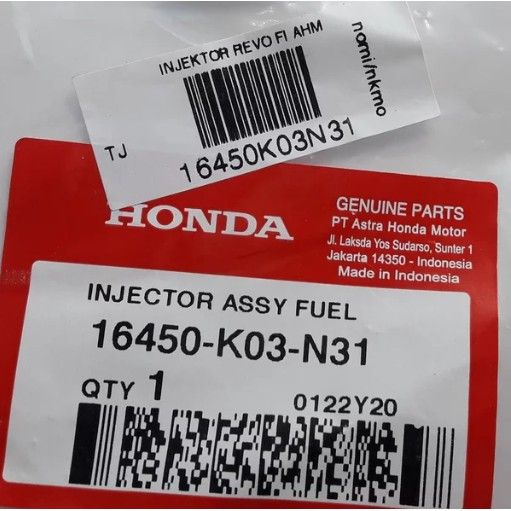 INJEKTOR REVO FI AHM
nomi/nkmo
TJ
16450K03N31
HONDA
GENUINE PARTS
PT Astra Honda Motor
Jl. Laksda Yos Sudarso, Sunter 1
Jakarta 14350 - Indonesia
Made in Indonesia
INJECTOR ASSY FUEL
16450-K03-N31
QTY 1
0122Y20